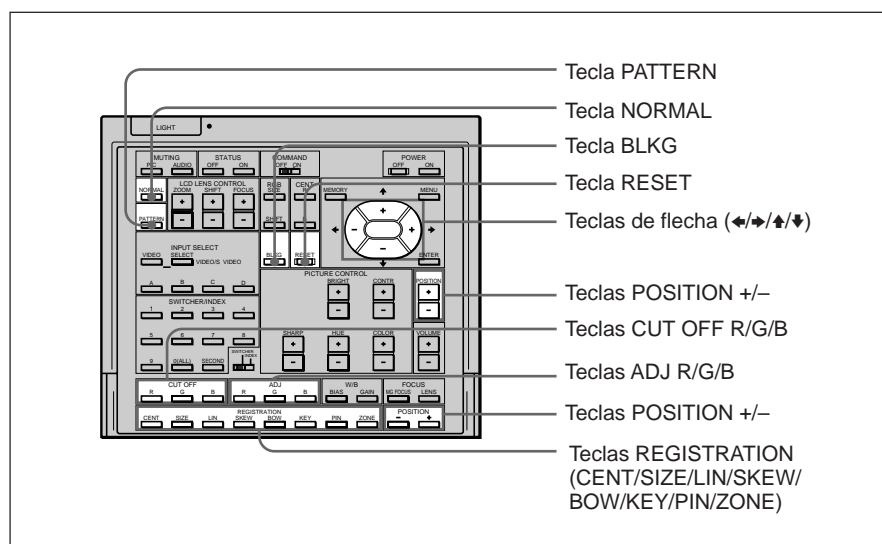 Tecla PATTERN
Tecla NORMAL
Tecla BLKG
Tecla RESET
Teclas de flecha (←/→/↑/↓)
Teclas POSITION +/–
Teclas CUT OFF R/G/B
Teclas ADJ R/G/B
Teclas POSITION +/–
Teclas REGISTRATION
(CENT/SIZE/LIN/SKEW/
BOW/KEY/PIN/ZONE)
LIGHT
MUTING STATUS COMMAND POWER
PIC AUDIO OFF ON OFF ON OFF ON
NORMAL LCD LENS CONTROL RGB SIZE CENT MEMORY MENU
ZOOM SHIFT FOCUS
+ + + +
PATTERN − − − SHIFT − +
−
INPUT SELECT BLKG RESET ENTER
VIDEO SELECT VIDEO/S VIDEO
PICTURE CONTROL
A B C D BRIGHT CONTR POSITION
+ + +
− − −
SWITCHER/INDEX
1 2 3 4
5 6 7 8 SHARP HUE COLOR VOLUME
+ + + +
− − − −
9 0(ALL) SECOND SWITCHER INDEX
CUT OFF ADJ W/B FOCUS
R G B R G B BIAS GAIN MG FOCUS LENS
REGISTRATION POSITION
CENT SIZE LIN SKEW BOW KEY PIN ZONE − +